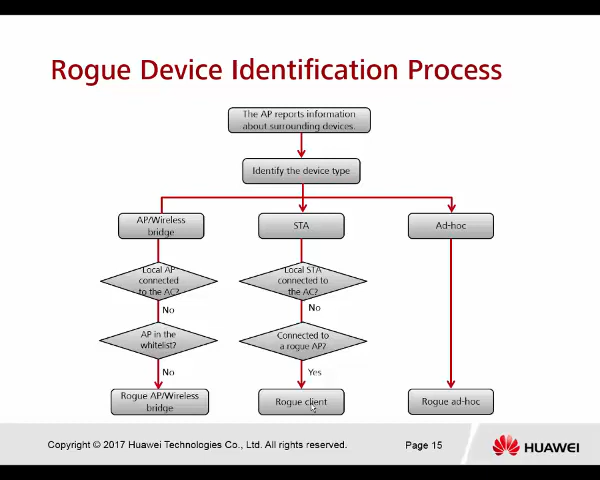 Rogue Device Identification Process
The AP reports information
about surrounding devices.
Identify the device type
AP/Wireless
bridge
STA
Ad-hoc
Local AP
connected
to the AC?
Local STA
connected to
the AC?
No
No
AP in the
whitelist?
Connected to
a rogue AP?
No
Yes
Rogue AP/Wireless
bridge
Rogue client
Rogue ad-hoc
Copyright © 2017 Huawei Technologies Co., Ltd. All rights reserved.
Page 15
HUAWEI